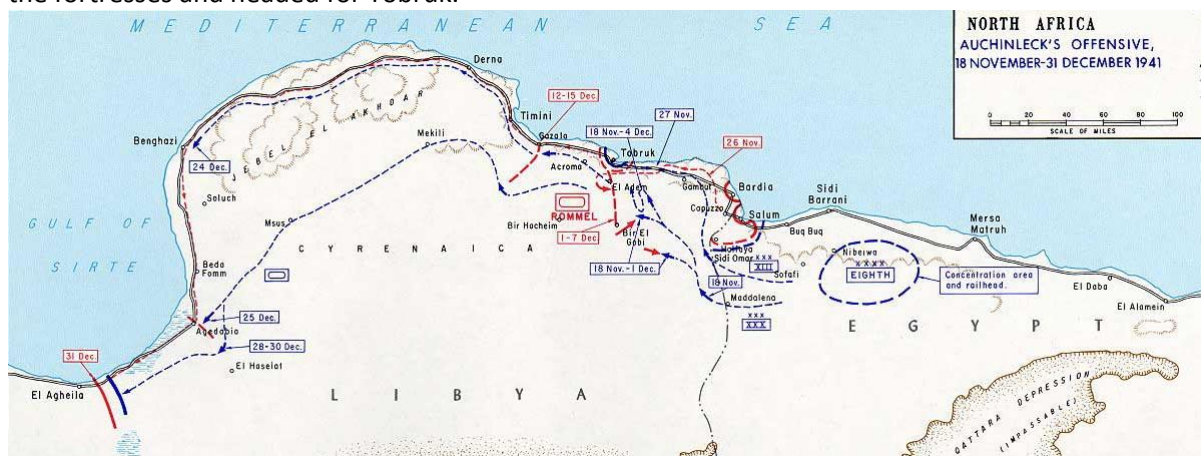 the fortresses and headed for Tobruk.
MEDITERRANEAN SEA
NORTH AFRICA
AUCHINLECK'S OFFENSIVE,
18 NOVEMBER-31 DECEMBER 1941
20 0 100
SCALE OF MILES
Derna
12-15 Dec.
JEBEL EL AKHDAR
Timini
18 Nov.-4 Dec.
27 Nov.
Benghazi
Mekili
Gazala
26 Nov.
Tobruk
Acroma
24 Dec.
El Adem
Gambut
Bardia
Sidi
Barrani
Soluch
ROMMEL
Capuzzo
Salum
Mersa
Matruh
GULF OF
SIRTE
Msus
Bir Hacheim
Buq Buq
CYRENAICA
1-7 Dec.
Bir El
Gobi
Halfaya
Nibeiwa
Sidi Omar
XXX
XIII
Sofafi
XXXX
EIGHTH
Concentration area
and railhead.
El Daba
Beda
Fomm
18 Nov.-1 Dec.
18 Nov.
Maddalena
El Alamein
25 Dec.
Agedabia
XXX
XXX
EGYPT
28-30 Dec.
31 Dec.
El Haselat
El Agheila
LIBYA
QATTARA DEPRESSION
(IMPASSABLE)